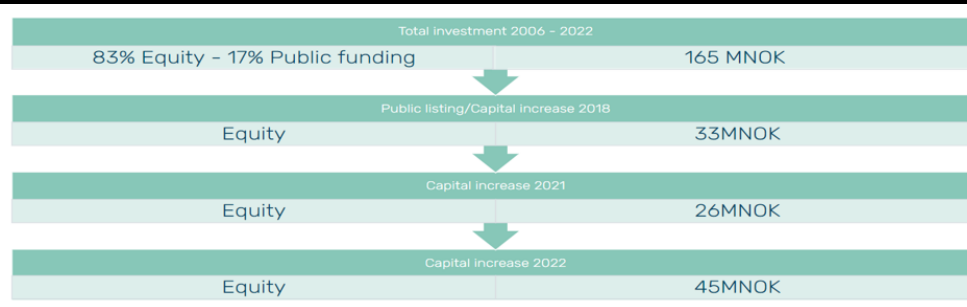 Total investment 2006 - 2022
83% Equity - 17% Public funding 165 MNOK
Public listing/Capital increase 2018
Equity 33MNOK
Capital increase 2021
Equity 26MNOK
Capital increase 2022
Equity 45MNOK